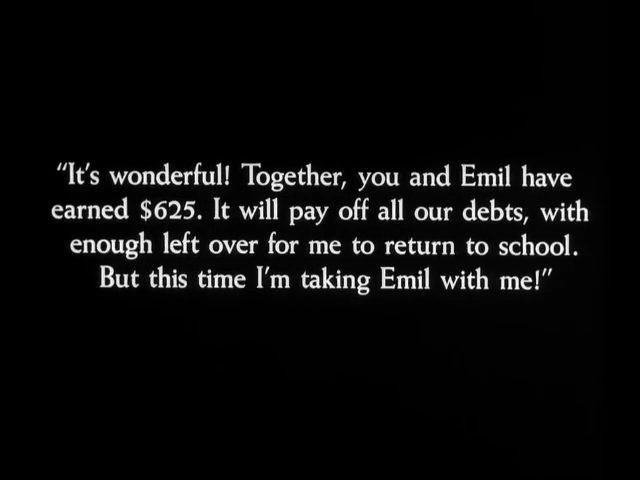 “It's wonderful! Together, you and Emil have
earned $625. It will pay off all our debts, with
enough left over for me to return to school.
But this time I'm taking Emil with me!”